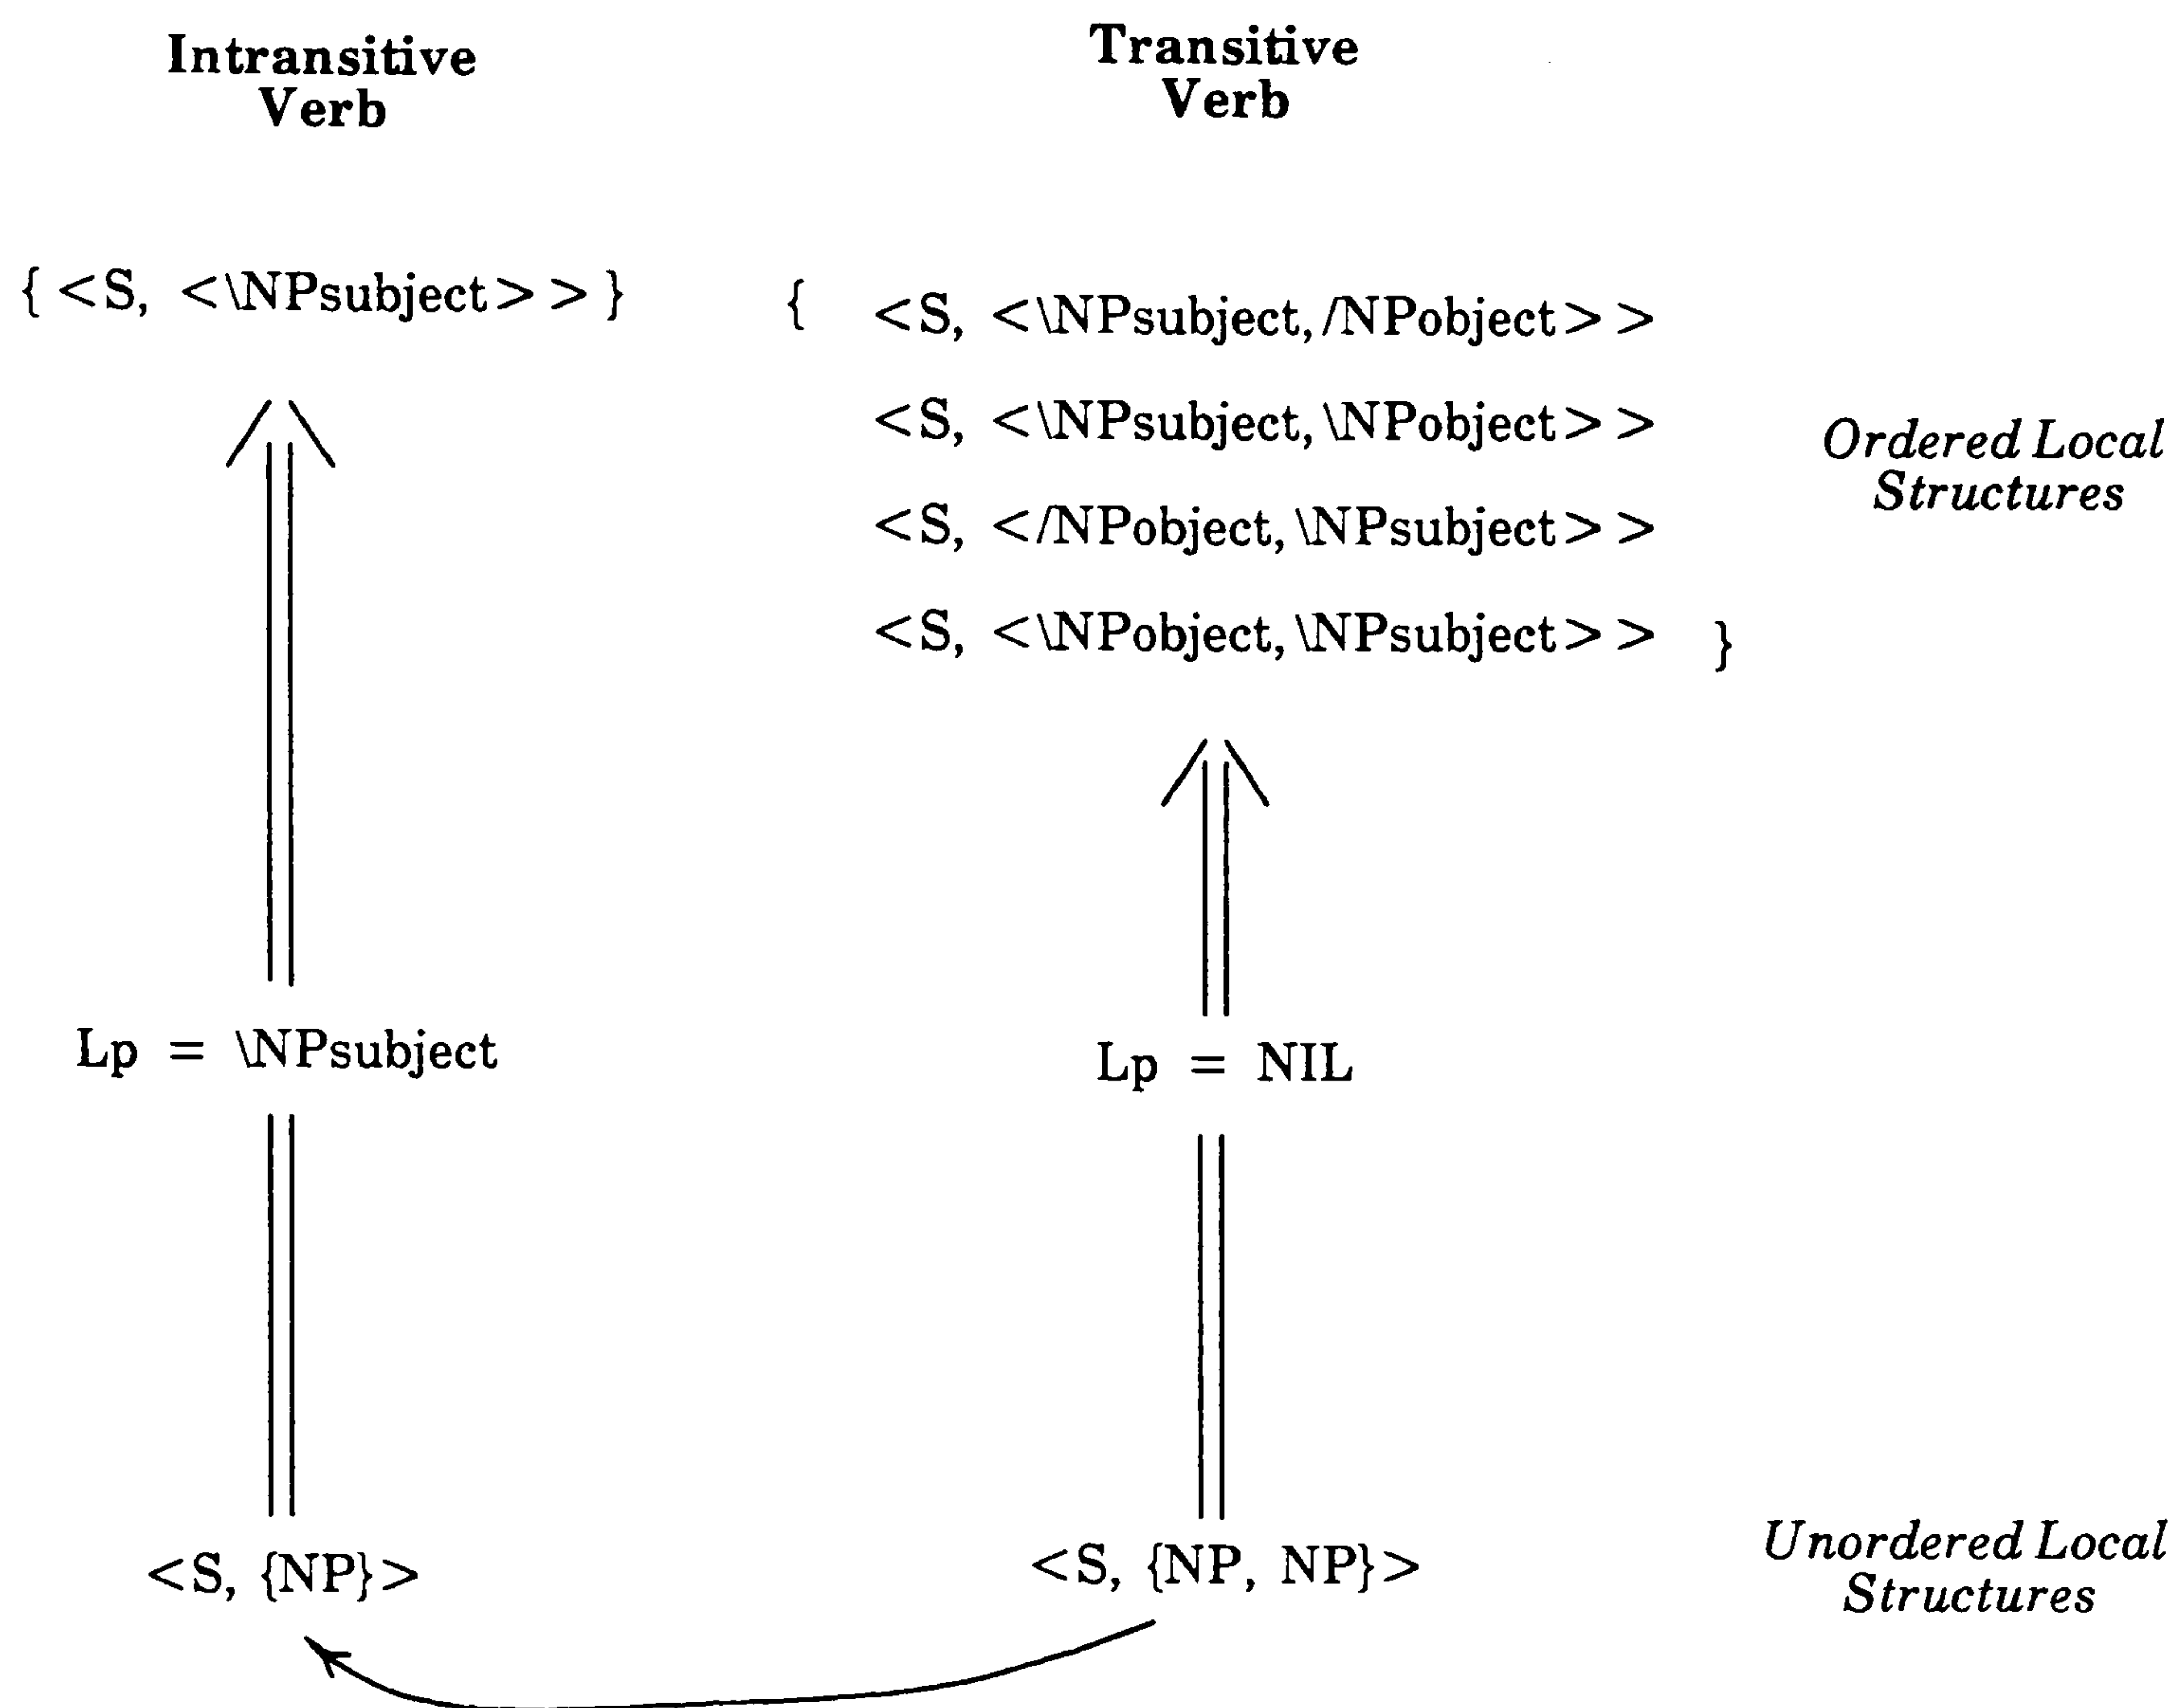 Intransitive
Verb
Transitive
Verb
{ <S, <\NPsubject> > }
{ <S, <\NPsubject, /NPobject> >
<S, <\NPsubject, \NPobject> >
<S, </NPobject, \NPsubject> >
<S, <\NPobject, \NPsubject> > }
Ordered Local
Structures
Lp = \NPsubject
Lp = NIL
<S, {NP}>
<S, {NP, NP}>
Unordered Local
Structures